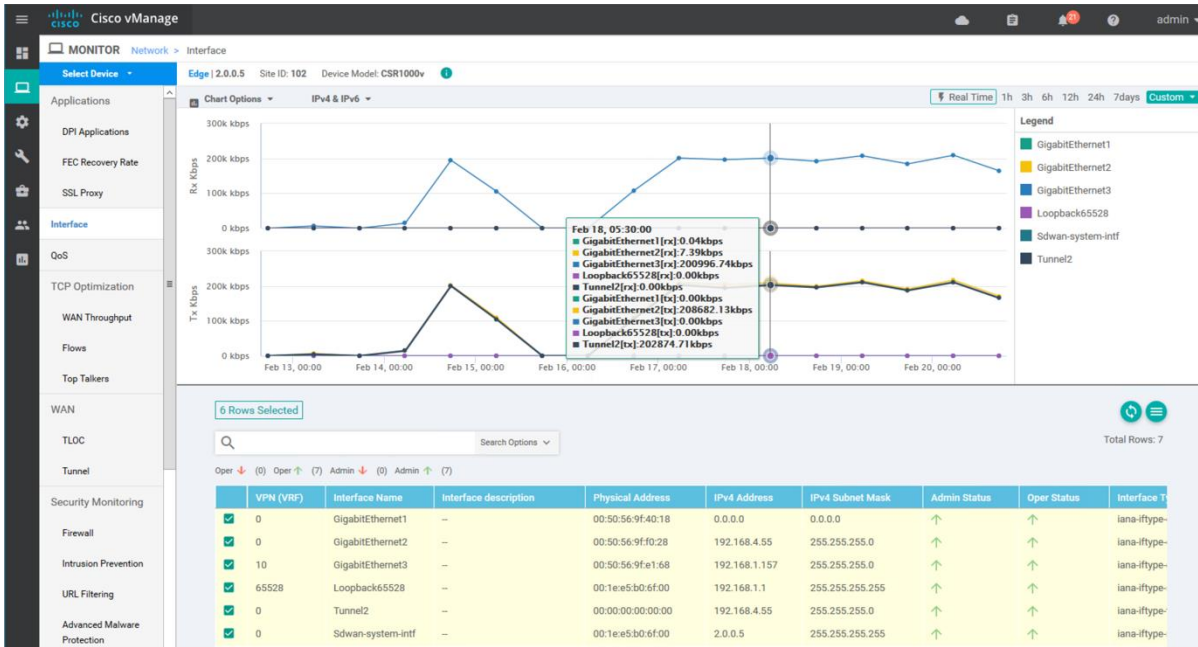 CISCO
Cisco vManage
21
admin
MONITOR Network > Interface
Select Device
Edge | 2.0.0.5 Site ID: 102 Device Model: CSR1000v
Applications
DPI Applications
FEC Recovery Rate
SSL Proxy
Interface
QoS
TCP Optimization
WAN Throughput
Flows
Top Talkers
WAN
TLOC
Tunnel
Security Monitoring
Firewall
Intrusion Prevention
URL Filtering
Advanced Malware
Protection
Chart Options IPv4 & IPv6
Real Time 1h 3h 6h 12h 24h 7days Custom
300k kbps
200k kbps
100k kbps
0 kbps
Rx Kbps
300k kbps
200k kbps
100k kbps
0 kbps
Tx Kbps
Feb 13, 00:00 Feb 14, 00:00 Feb 15, 00:00 Feb 16, 00:00 Feb 17, 00:00 Feb 18, 00:00 Feb 19, 00:00 Feb 20, 00:00
Feb 18, 05:30:00
GigabitEthernet1[rx]:0.04kbps
GigabitEthernet2[rx]:7.39kbps
GigabitEthernet3[rx]:200996.74kbps
Loopback65528[rx]:0.00kbps
Tunnel2[rx]:0.00kbps
GigabitEthernet1[tx]:0.00kbps
GigabitEthernet2[tx]:208682.13kbps
GigabitEthernet3[tx]:0.00kbps
Loopback65528[tx]:0.00kbps
Tunnel2[tx]:202874.71kbps
Legend
GigabitEthernet1
GigabitEthernet2
GigabitEthernet3
Loopback65528
Sdwan-system-intf
Tunnel2
6 Rows Selected
Search Options
Total Rows: 7
Oper (0) Oper (7) Admin (0) Admin (7)
VPN (VRF) Interface Name Interface description Physical Address IPv4 Address IPv4 Subnet Mask Admin Status Oper Status Interface T
0 GigabitEthernet1 -- 00:50:56:9f:40:18 0.0.0.0 0.0.0.0 iana-iftype-
0 GigabitEthernet2 -- 00:50:56:9f:f0:28 192.168.4.55 255.255.255.0 iana-iftype-
10 GigabitEthernet3 -- 00:50:56:9f:e1:68 192.168.1.157 255.255.255.0 iana-iftype-
65528 Loopback65528 -- 00:1e:e5:b0:6f:00 192.168.1.1 255.255.255.255 iana-iftype-
0 Tunnel2 -- 00:00:00:00:00:00 192.168.4.55 255.255.255.0 iana-iftype-
0 Sdwan-system-intf -- 00:1e:e5:b0:6f:00 2.0.0.5 255.255.255.255 iana-iftype-